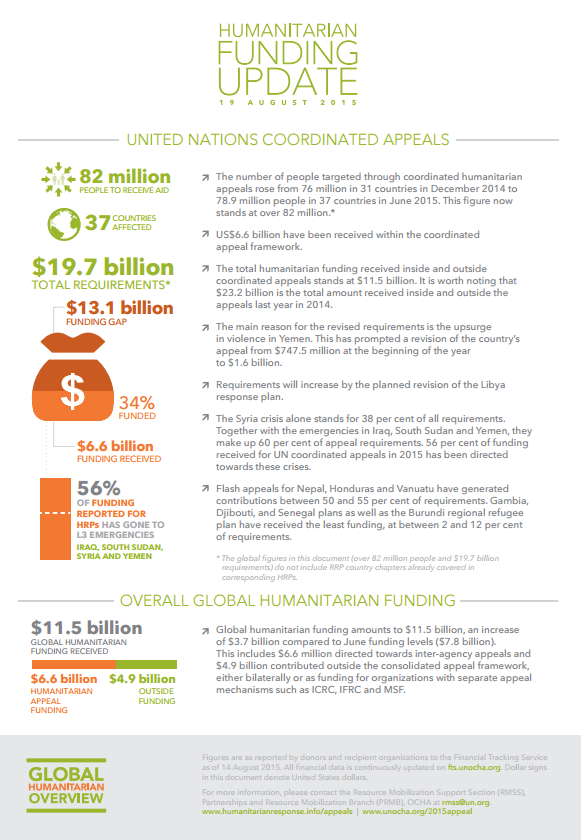 HUMANITARIAN
FUNDING
UPDATE
19 AUGUST 2015
UNITED NATIONS COORDINATED APPEALS
82 million
PEOPLE TO RECEIVE AID
37 COUNTRIES
AFFECTED
$19.7 billion
TOTAL REQUIREMENTS*
$13.1 billion
FUNDING GAP
$
34%
FUNDED
$6.6 billion
FUNDING RECEIVED
56%
OF FUNDING
REPORTED FOR
HRPs HAS GONE TO
L3 EMERGENCIES
IRAQ, SOUTH SUDAN,
SYRIA AND YEMEN
The number of people targeted through coordinated humanitarian
appeals rose from 76 million in 31 countries in December 2014 to
78.9 million people in 37 countries in June 2015. This figure now
stands at over 82 million.*
US$6.6 billion have been received within the coordinated
appeal framework.
The total humanitarian funding received inside and outside
coordinated appeals stands at $11.5 billion. It is worth noting that
$23.2 billion is the total amount received inside and outside the
appeals last year in 2014.
The main reason for the revised requirements is the upsurge
in violence in Yemen. This has prompted a revision of the country's
appeal from $747.5 million at the beginning of the year
to $1.6 billion.
Requirements will increase by the planned revision of the Libya
response plan.
The Syria crisis alone stands for 38 per cent of all requirements.
Together with the emergencies in Iraq, South Sudan and Yemen, they
make up 60 per cent of appeal requirements. 56 per cent of funding
received for UN coordinated appeals in 2015 has been directed
towards these crises.
Flash appeals for Nepal, Honduras and Vanuatu have generated
contributions between 50 and 55 per cent of requirements. Gambia,
Djibouti, and Senegal plans as well as the Burundi regional refugee
plan have received the least funding, at between 2 and 12 per cent
of requirements.
* The global figures in this document (over 82 million people and $19.7 billion
requirements) do not include RRP country chapters already covered in
corresponding HRPs.
OVERALL GLOBAL HUMANITARIAN FUNDING
$11.5 billion
GLOBAL HUMANITARIAN
FUNDING RECEIVED
$6.6 billion $4.9 billion
HUMANITARIAN OUTSIDE
APPEAL FUNDING
FUNDING
Global humanitarian funding amounts to $11.5 billion, an increase
of $3.7 billion compared to June funding levels ($7.8 billion).
This includes $6.6 million directed towards inter-agency appeals and
$4.9 billion contributed outside the consolidated appeal framework,
either bilaterally or as funding for organizations with separate appeal
mechanisms such as ICRC, IFRC and MSF.
GLOBAL
HUMANITARIAN
OVERVIEW
Figures are as reported by donors and recipient organizations to the Financial Tracking Service
as of 14 August 2015. All financial data is continuously updated on fts.unocha.org. Dollar signs
in this document denote United States dollars.
For more information, please contact the Resource Mobilization Support Section (RMSS),
Partnerships and Resource Mobilization Branch (PRMB), OCHA at rmss@un.org.
www.humanitarianresponse.info/appeals | www.unocha.org/2015appeal